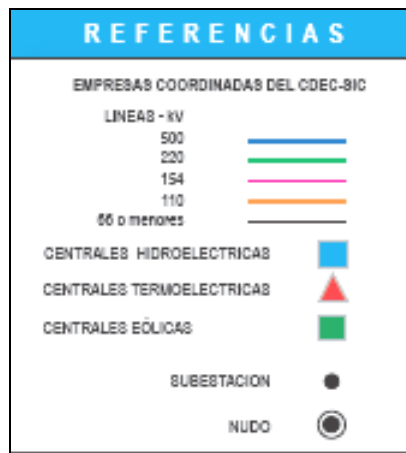 REFERENCIAS
EMPRESAS COORDINADAS DEL CDEC-SIC
LINEAS - kV
500
220
154
110
66 o menores
CENTRALES HIDROELECTRICAS
CENTRALES TERMOELECTRICAS
CENTRALES EÓLICAS
SUBESTACION
NUDO